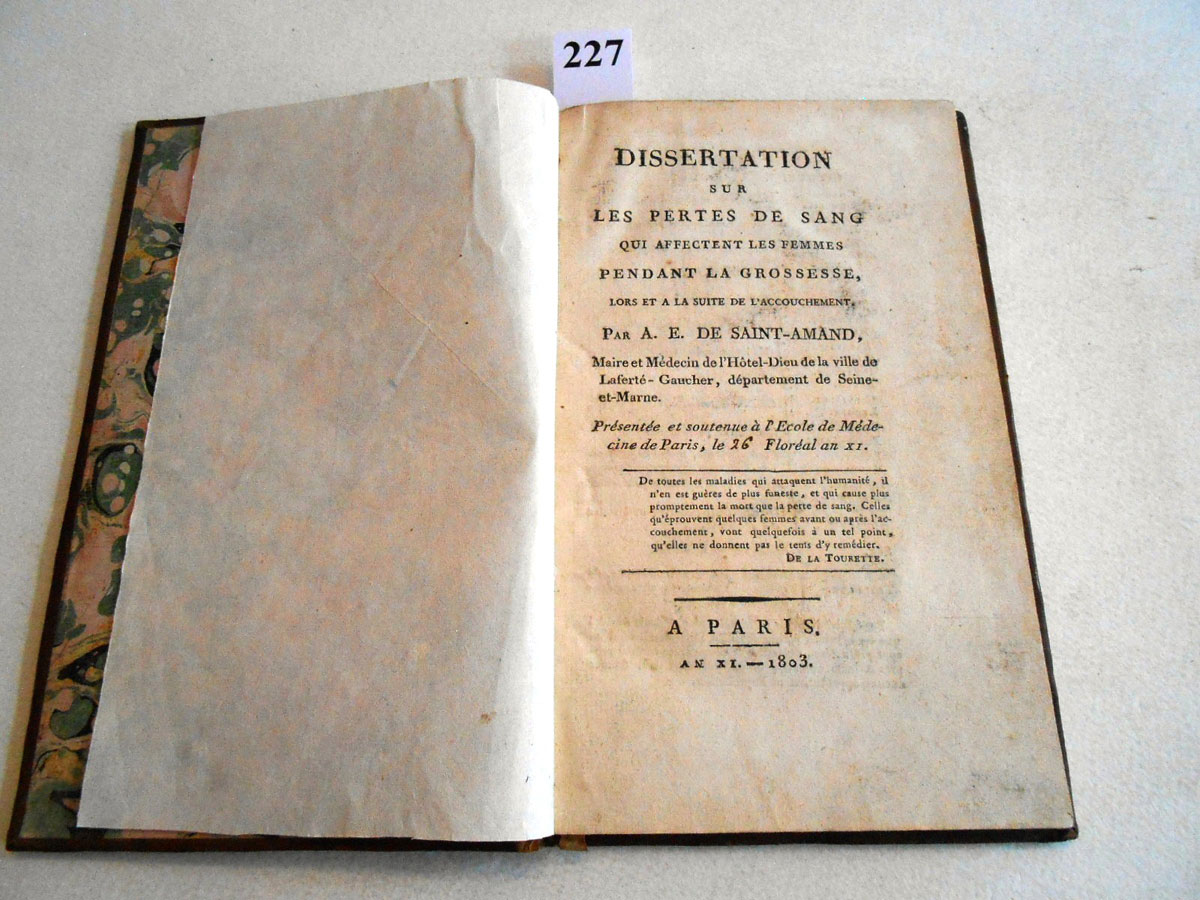 227
DISSERTATION
SUR
LES PERTES DE SANG
QUI AFFECTENT LES FEMMES
PENDANT LA GROSSESSE,
LORS ET A LA SUITE DE L'ACCOUCHEMENT.
PAR A. E. DE SAINT-AMAND,
Maire et Médecin de l'Hôtel-Dieu de la ville de
Laferté-Gaucher, département de Seine-
et-Marne.
Présentée et soutenue à l'Ecole de Méde-
cine de Paris, le 26 Floréal an XI.
De toutes les maladies qui attaquent l'humanité, il
n'en est guères de plus funeste, et qui cause plus
promptement la mort que la perte de sang. Celles
qu'éprouvent quelques femmes avant ou après l'ac-
couchement, vont quelquefois à un tel point,
qu'elles ne donnent pas le tems d'y remédier.
DE LA TOURETTE.
A PARIS.
AN XI. — 1803.